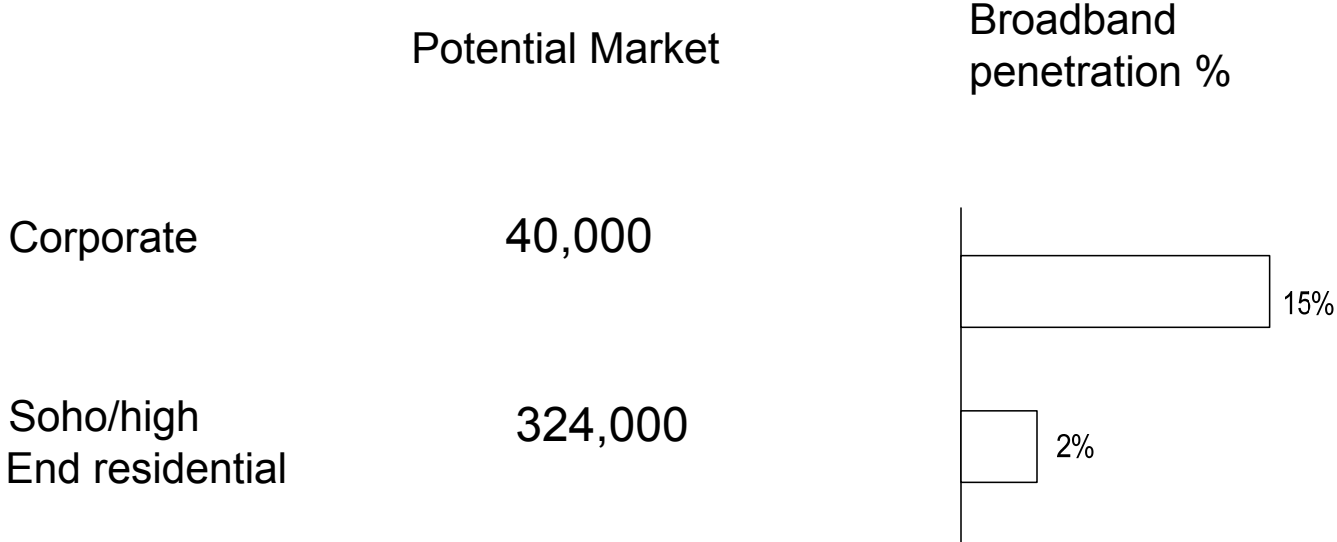 Potential Market
Broadband
penetration %
Corporate
40,000
15%
Soho/high
End residential
324,000
2%